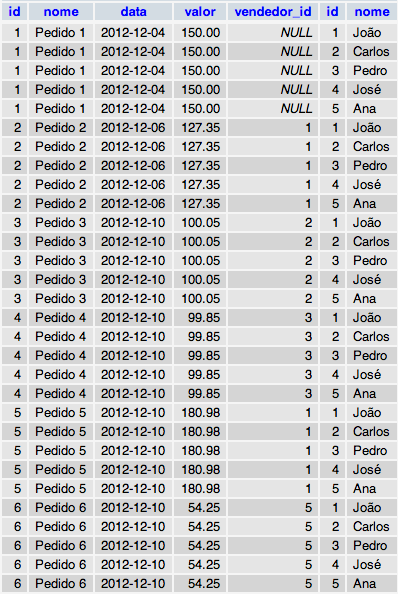 id nome data valor vendedor_id id nome
1 Pedido 1 2012-12-04 150.00 NULL 1 João
1 Pedido 1 2012-12-04 150.00 NULL 2 Carlos
1 Pedido 1 2012-12-04 150.00 NULL 3 Pedro
1 Pedido 1 2012-12-04 150.00 NULL 4 José
1 Pedido 1 2012-12-04 150.00 NULL 5 Ana
2 Pedido 2 2012-12-06 127.35 1 1 João
2 Pedido 2 2012-12-06 127.35 1 2 Carlos
2 Pedido 2 2012-12-06 127.35 1 3 Pedro
2 Pedido 2 2012-12-06 127.35 1 4 José
2 Pedido 2 2012-12-06 127.35 1 5 Ana
3 Pedido 3 2012-12-10 100.05 2 1 João
3 Pedido 3 2012-12-10 100.05 2 2 Carlos
3 Pedido 3 2012-12-10 100.05 2 3 Pedro
3 Pedido 3 2012-12-10 100.05 2 4 José
3 Pedido 3 2012-12-10 100.05 2 5 Ana
4 Pedido 4 2012-12-10 99.85 3 1 João
4 Pedido 4 2012-12-10 99.85 3 2 Carlos
4 Pedido 4 2012-12-10 99.85 3 3 Pedro
4 Pedido 4 2012-12-10 99.85 3 4 José
4 Pedido 4 2012-12-10 99.85 3 5 Ana
5 Pedido 5 2012-12-10 180.98 1 1 João
5 Pedido 5 2012-12-10 180.98 1 2 Carlos
5 Pedido 5 2012-12-10 180.98 1 3 Pedro
5 Pedido 5 2012-12-10 180.98 1 4 José
5 Pedido 5 2012-12-10 180.98 1 5 Ana
6 Pedido 6 2012-12-10 54.25 5 1 João
6 Pedido 6 2012-12-10 54.25 5 2 Carlos
6 Pedido 6 2012-12-10 54.25 5 3 Pedro
6 Pedido 6 2012-12-10 54.25 5 4 José
6 Pedido 6 2012-12-10 54.25 5 5 Ana